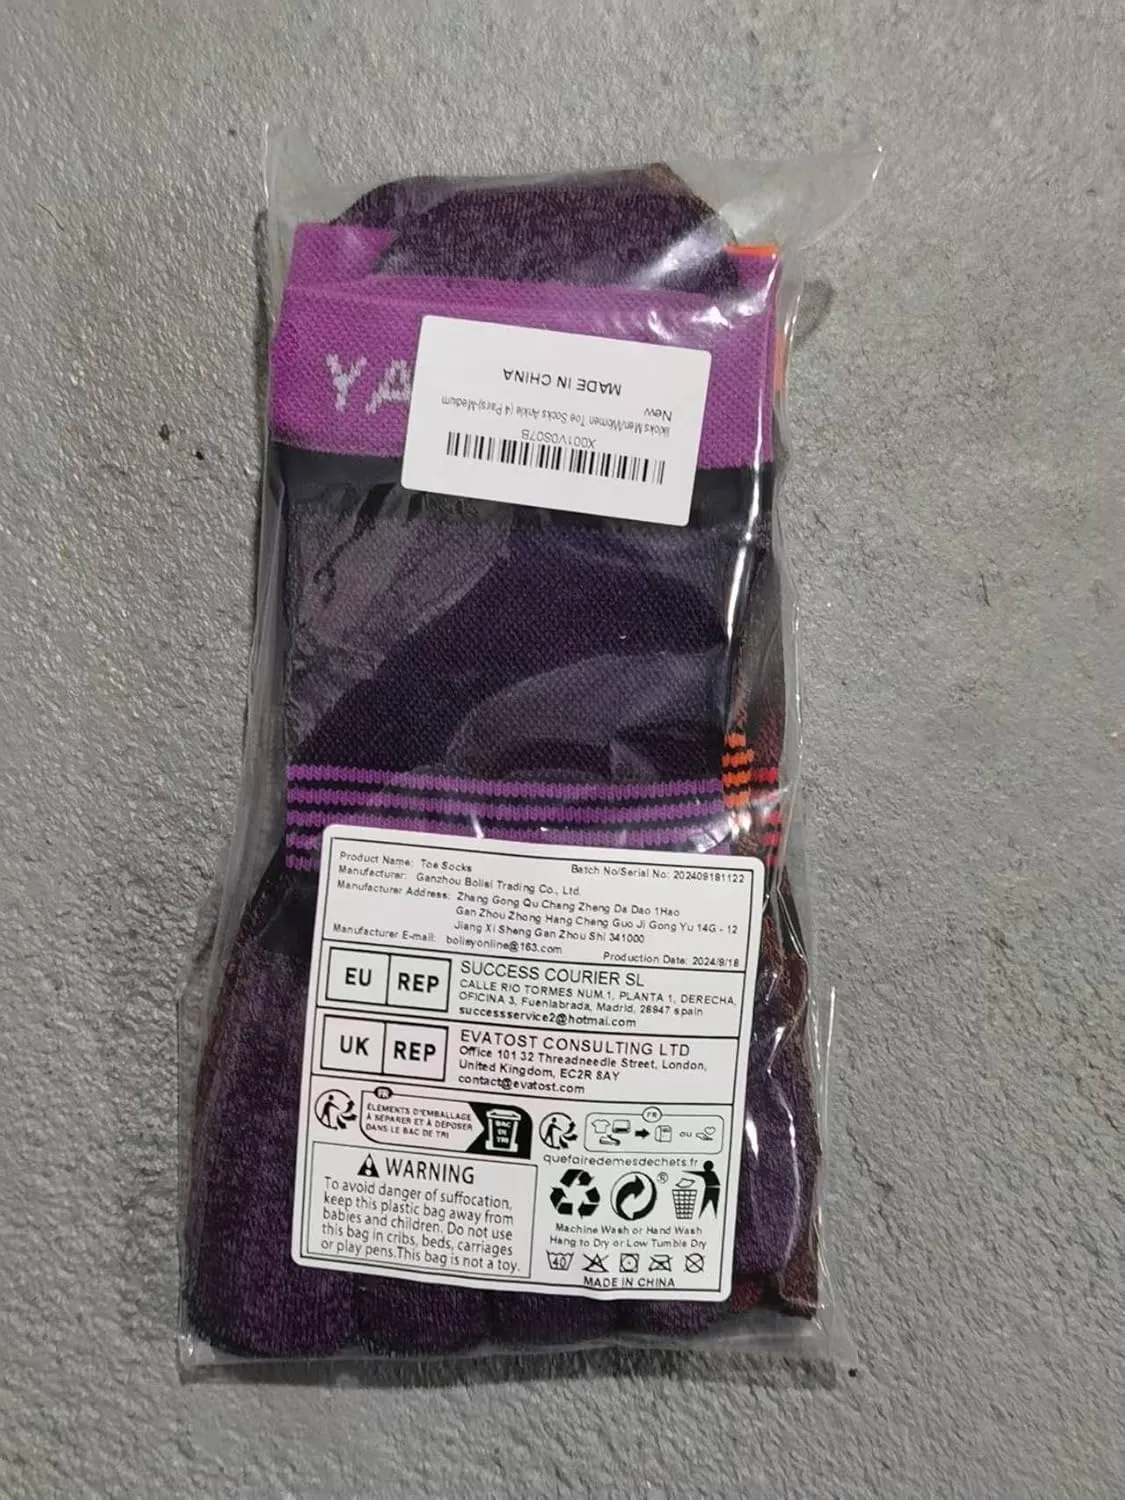 YA
MADE IN CHINA
New
likloks Men/Women Toe Socks Ankle (4 Pairs)-Medum
X001V0S07B
Product Name: Toe Socks
Batch No/Serial No: 202409181122
Manufacturer: Ganzhou Bolisi Trading Co., Ltd.
Manufacturer Address: Zhang Gong Qu Chang Zheng Da Dao 1Hao
Gan Zhou Zhong Hang Cheng Guo Ji Gong Yu 14G - 12
Jiang Xi Sheng Gan Zhou Shi 341000
Manufacturer E-mail: bolisyonline@163.com
Production Date: 2024/9/18
EU REP
SUCCESS COURIER SL
CALLE RIO TORMES NUM.1, PLANTA 1, DERECHA,
OFICINA 3, Fuenlabrada, Madrid, 28947 spain
successservice2@hotmai.com
UK REP
EVATOST CONSULTING LTD
Office 101 32 Threadneedle Street, London,
United Kingdom, EC2R 8AY
contact@evatost.com
FR
ÉLÉMENTS D'EMBALLAGE
À SÉPARER ET À DÉPOSER
DANS LE BAC DE TRI
BAC
DE
TRI
FR
ou
quefairedemesdechets.fr
WARNING
To avoid danger of suffocation,
keep this plastic bag away from
babies and children. Do not use
this bag in cribs, beds, carriages
or play pens.This bag is not a toy.
®
Machine Wash or Hand Wash
Hang to Dry or Low Tumble Dry
40
MADE IN CHINA